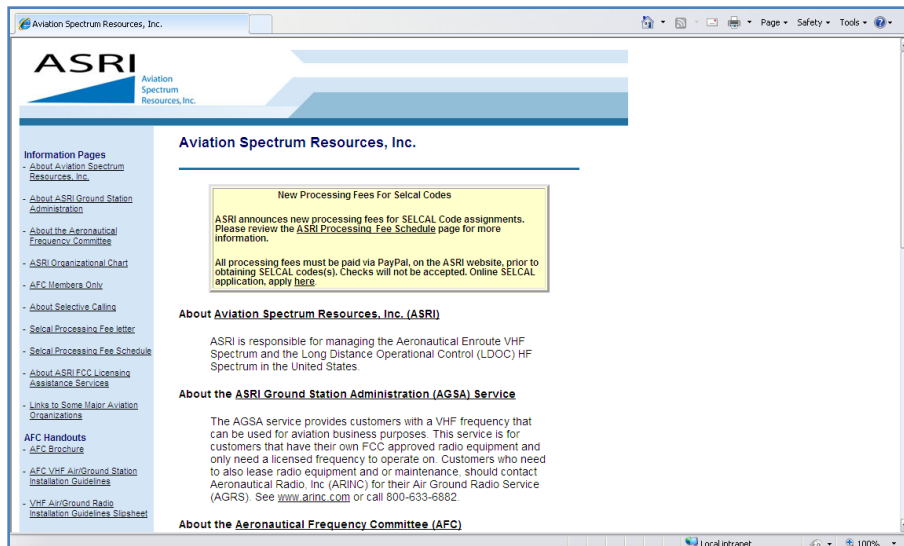 Aviation Spectrum Resources, Inc.
Page
Safety
Tools
ASRI
Aviation
Spectrum
Resources, Inc.
Information Pages
- About Aviation Spectrum
Resources, Inc.
- About ASRI Ground Station
Administration
- About the Aeronautical
Frequency Committee
- ASRI Organizational Chart
- AFC Members Only
- About Selective Calling
- Selcal Processing Fee letter
- Selcal Processing Fee Schedule
- About ASRI FCC Licensing
Assistance Services
- Links to Some Major Aviation
Organizations
AFC Handouts
- AFC Brochure
- AFC VHF Air/Ground Station
Installation Guidelines
- VHF Air/Ground Radio
Installation Guidelines Slipsheet
Aviation Spectrum Resources, Inc.
New Processing Fees For Selcal Codes
ASRI announces new processing fees for SELCAL Code assignments.
Please review the ASRI Processing Fee Schedule page for more
information.
All processing fees must be paid via PayPal, on the ASRI website, prior to
obtaining SELCAL codes(s). Checks will not be accepted. Online SELCAL
application, apply here.
About Aviation Spectrum Resources, Inc. (ASRI)
ASRI is responsible for managing the Aeronautical Enroute VHF
Spectrum and the Long Distance Operational Control (LDOC) HF
Spectrum in the United States.
About the ASRI Ground Station Administration (AGSA) Service
The AGSA service provides customers with a VHF frequency that
can be used for aviation business purposes. This service is for
customers that have their own FCC approved radio equipment and
only need a licensed frequency to operate on. Customers who need
to also lease radio equipment and or maintenance, should contact
Aeronautical Radio, Inc (ARINC) for their Air Ground Radio Service
(AGRS). See www.arinc.com or call 800-633-6882.
About the Aeronautical Frequency Committee (AFC)
Local intranet
100%